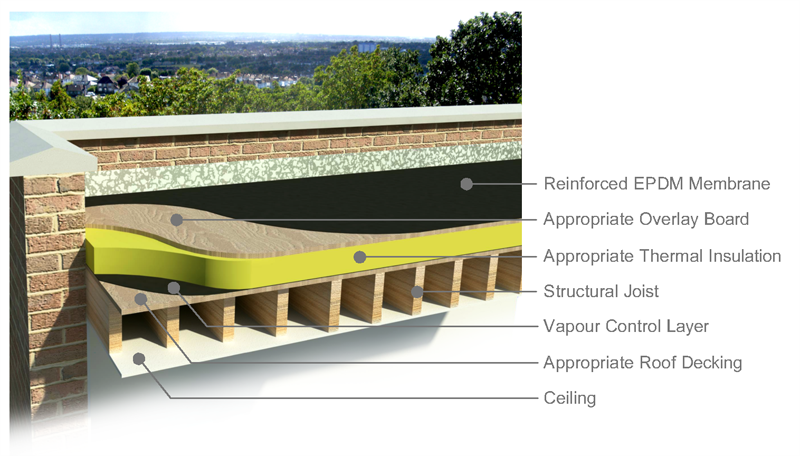 Reinforced EPDM Membrane
Appropriate Overlay Board
Appropriate Thermal Insulation
Structural Joist
Vapour Control Layer
Appropriate Roof Decking
Ceiling